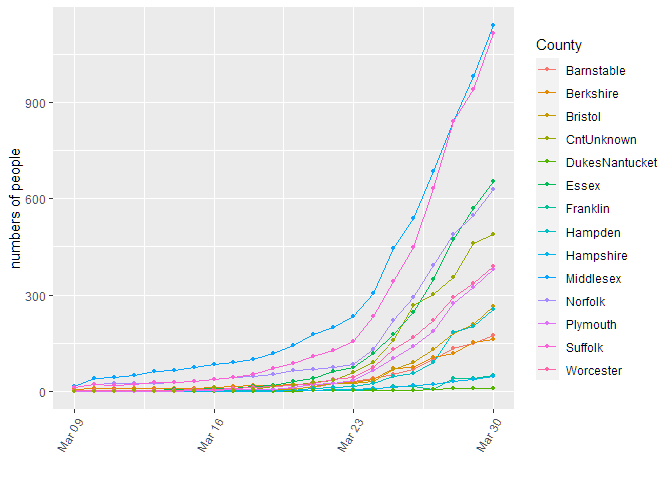 numbers of people
900
600
300
0
Mar 09
Mar 16
Mar 23
Mar 30
County
Barnstable
Berkshire
Bristol
CntUnknown
DukesNantucket
Essex
Franklin
Hampden
Hampshire
Middlesex
Norfolk
Plymouth
Suffolk
Worcester